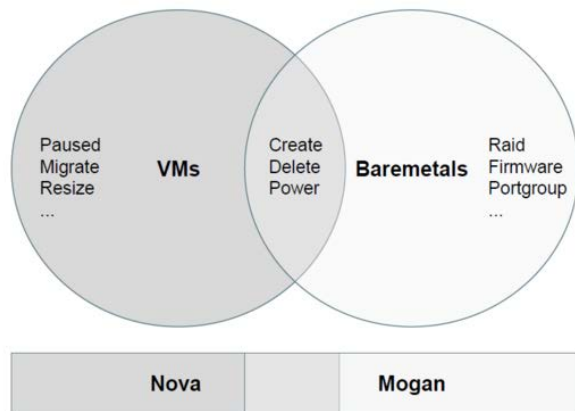 Paused
Migrate
Resize
...
VMs
Create
Delete
Power
Baremetals
Raid
Firmware
Portgroup
...
Nova
Mogan